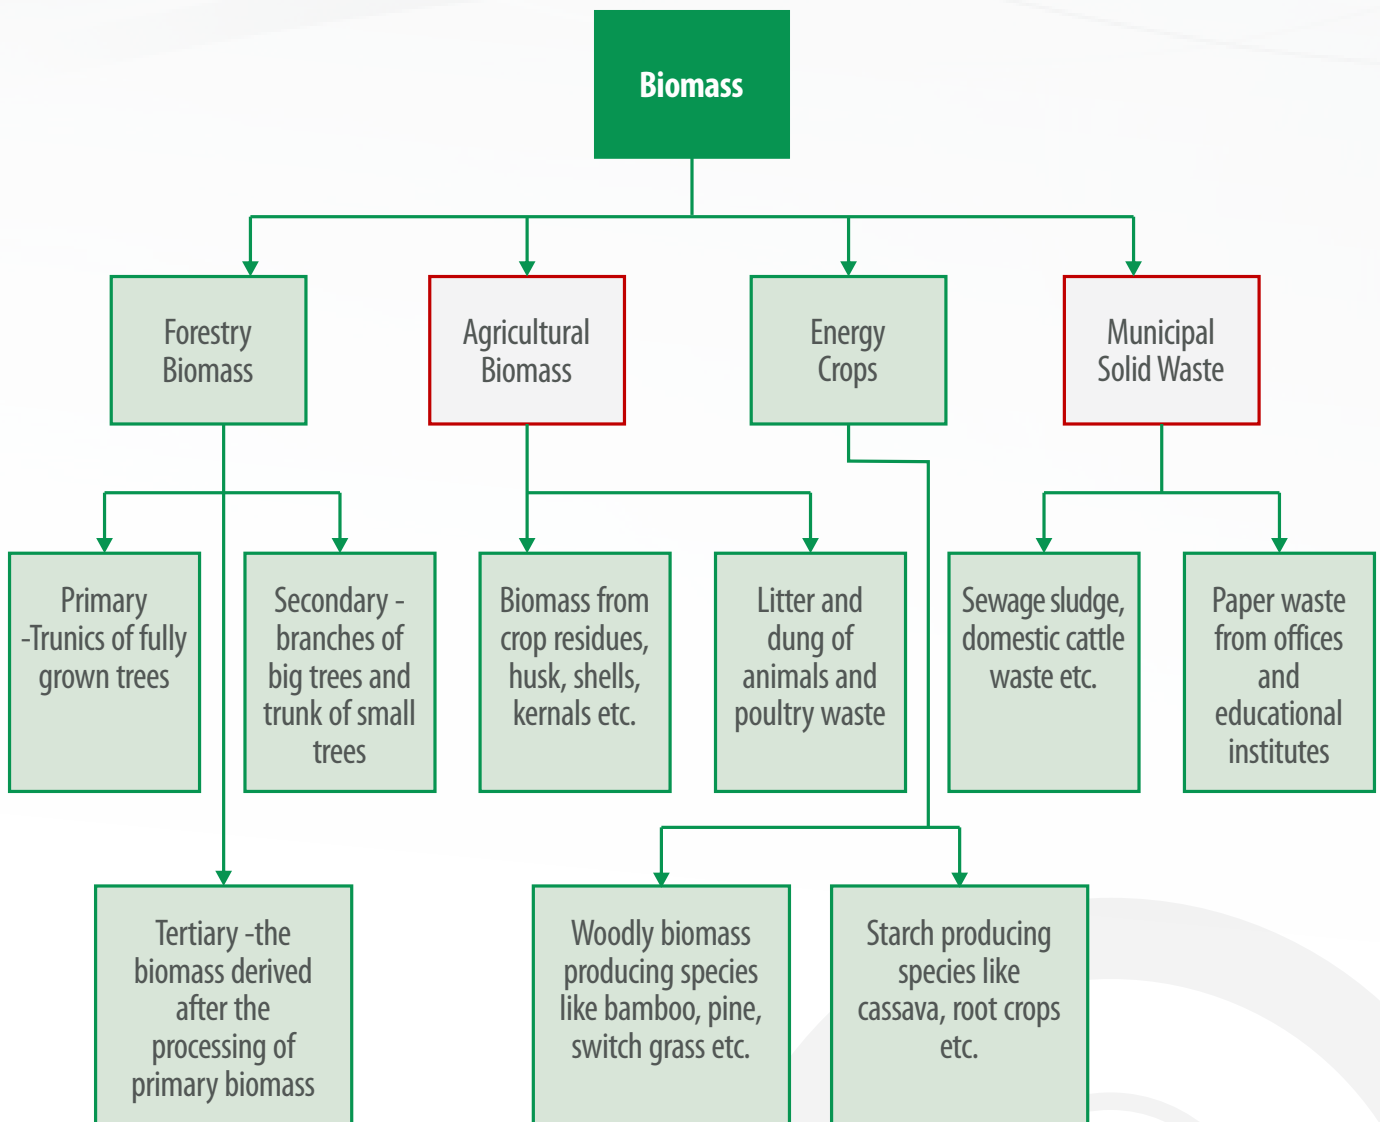 Biomass
Forestry
Biomass
Agricultural
Biomass
Energy
Crops
Municipal
Solid Waste
Primary
-Trunics of fully
grown trees
Secondary -
branches of
big trees and
trunk of small
trees
Biomass from
crop residues,
husk, shells,
kernals etc.
Litter and
dung of
animals and
poultry waste
Sewage sludge,
domestic cattle
waste etc.
Paper waste
from offices
and
educational
institutes
Tertiary -the
biomass derived
after the
processing of
primary biomass
Woodly biomass
producing species
like bamboo, pine,
switch grass etc.
Starch producing
species like
cassava, root crops
etc.